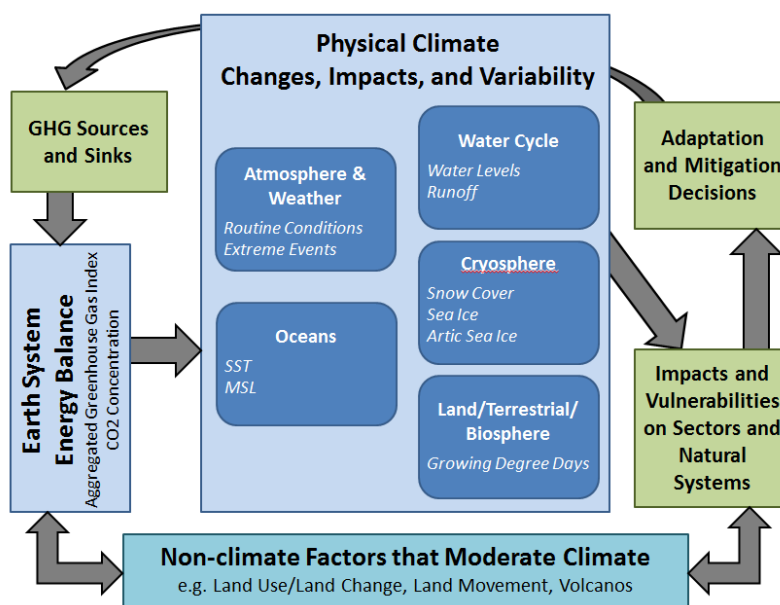 Physical Climate
Changes, Impacts, and Variability
GHG Sources
and Sinks
Atmosphere &
Weather
Routine Conditions
Extreme Events
Water Cycle
Water Levels
Runoff
Adaptation
and Mitigation
Decisions
Earth System
Energy Balance
Aggregated Greenhouse Gas Index
CO2 Concentration
Oceans
SST
MSL
Cryosphere
Snow Cover
Sea Ice
Artic Sea Ice
Land/Terrestrial/
Biosphere
Growing Degree Days
Impacts and
Vulnerabilities
on Sectors and
Natural
Systems
Non-climate Factors that Moderate Climate
e.g. Land Use/Land Change, Land Movement, Volcanos